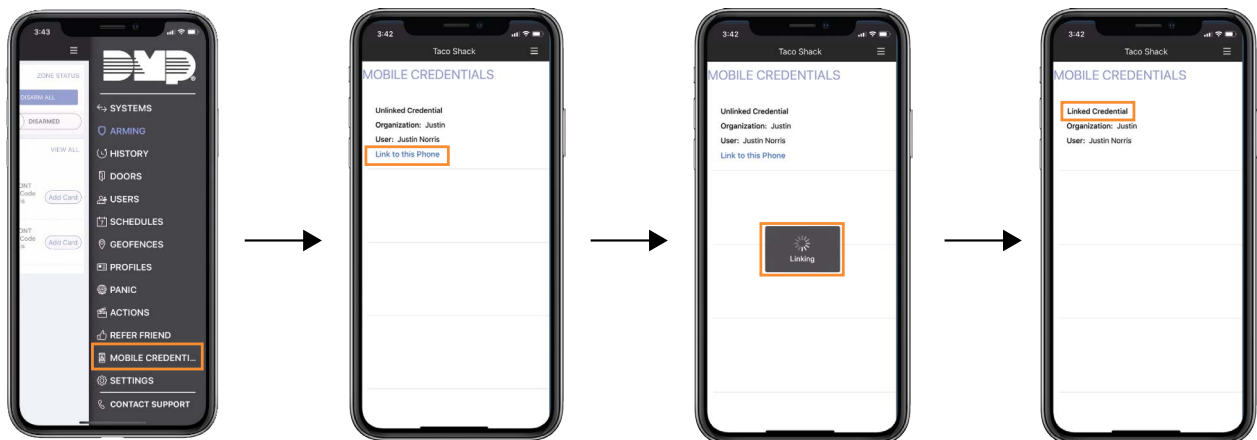 3:43
ZONE STATUS
DISARM ALL
DISARMED
VIEW ALL
Code
Add Card
Code
Add Card
DMP
SYSTEMS
ARMING
HISTORY
DOORS
USERS
7 SCHEDULES
GEOFENCES
PROFILES
PANIC
ACTIONS
REFER FRIEND
MOBILE CREDENTI...
SETTINGS
CONTACT SUPPORT
3:42
Taco Shack
MOBILE CREDENTIALS
Unlinked Credential
Organization: Justin
User: Justin Norris
Link to this Phone
3:42
Taco Shack
MOBILE CREDENTIALS
Unlinked Credential
Organization: Justin
User: Justin Norris
Link to this Phone
Linking
3:42
Taco Shack
MOBILE CREDENTIALS
Linked Credential
Organization: Justin
User: Justin Norris